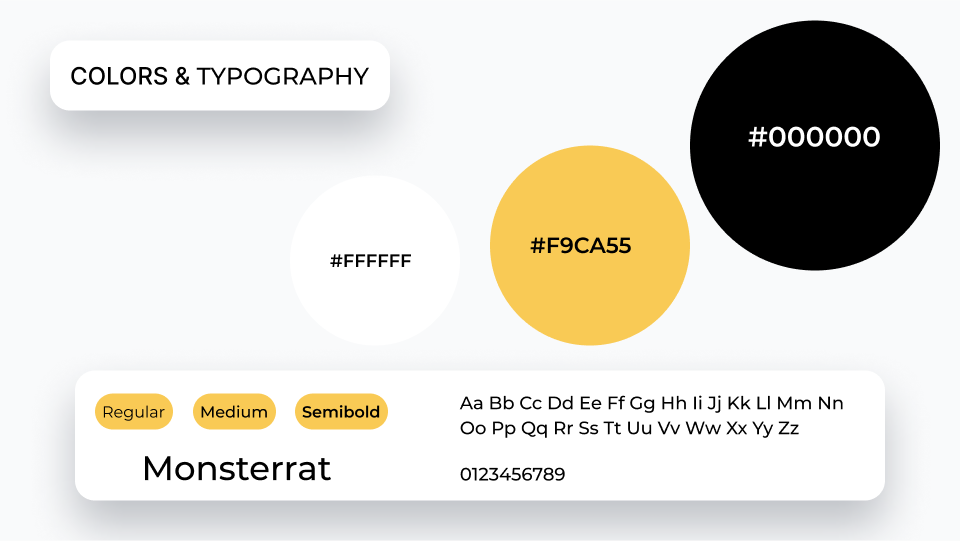 COLORS & TYPOGRAPHY
#000000
#F9CA55
#FFFFFF
Regular Medium Semibold
Monsterrat
Aa Bb Cc Dd Ee Ff Gg Hh Ii Jj Kk Ll Mm Nn
Oo Pp Qq Rr Ss Tt Uu Vv Ww Xx Yy Zz
0123456789